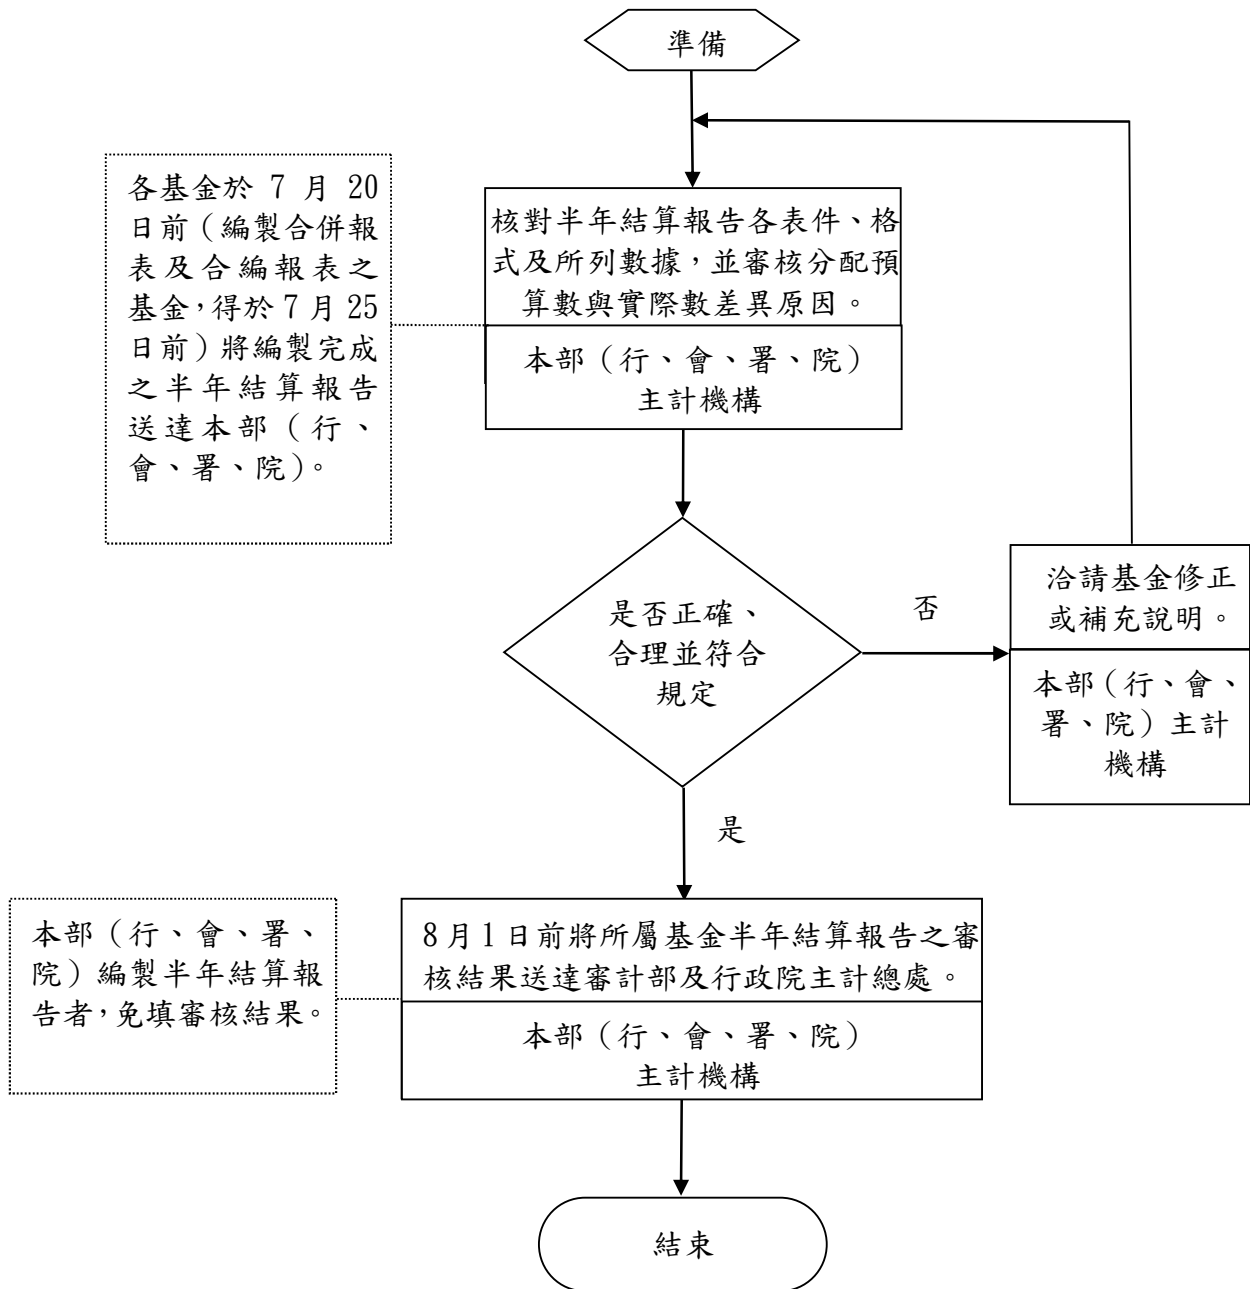 準備
各基金於 7 月 20
日前（編製合併報
表及合編報表之
基金，得於 7 月 25
日前）將編製完成
之半年結算報告
送達本部（行、
會、署、院）。
核對半年結算報告各表件、格
式及所列數據，並審核分配預
算數與實際數差異原因。
本部（行、會、署、院）
主計機構
是否正確、
合理並符合
規定
否
洽請基金修正
或補充說明。
本部（行、會、
署、院）主計
機構
是
本部（行、會、署、
院）編製半年結算報
告者，免填審核結果。
8 月 1 日前將所屬基金半年結算報告之審
核結果送達審計部及行政院主計總處。
本部（行、會、署、院）
主計機構
結束